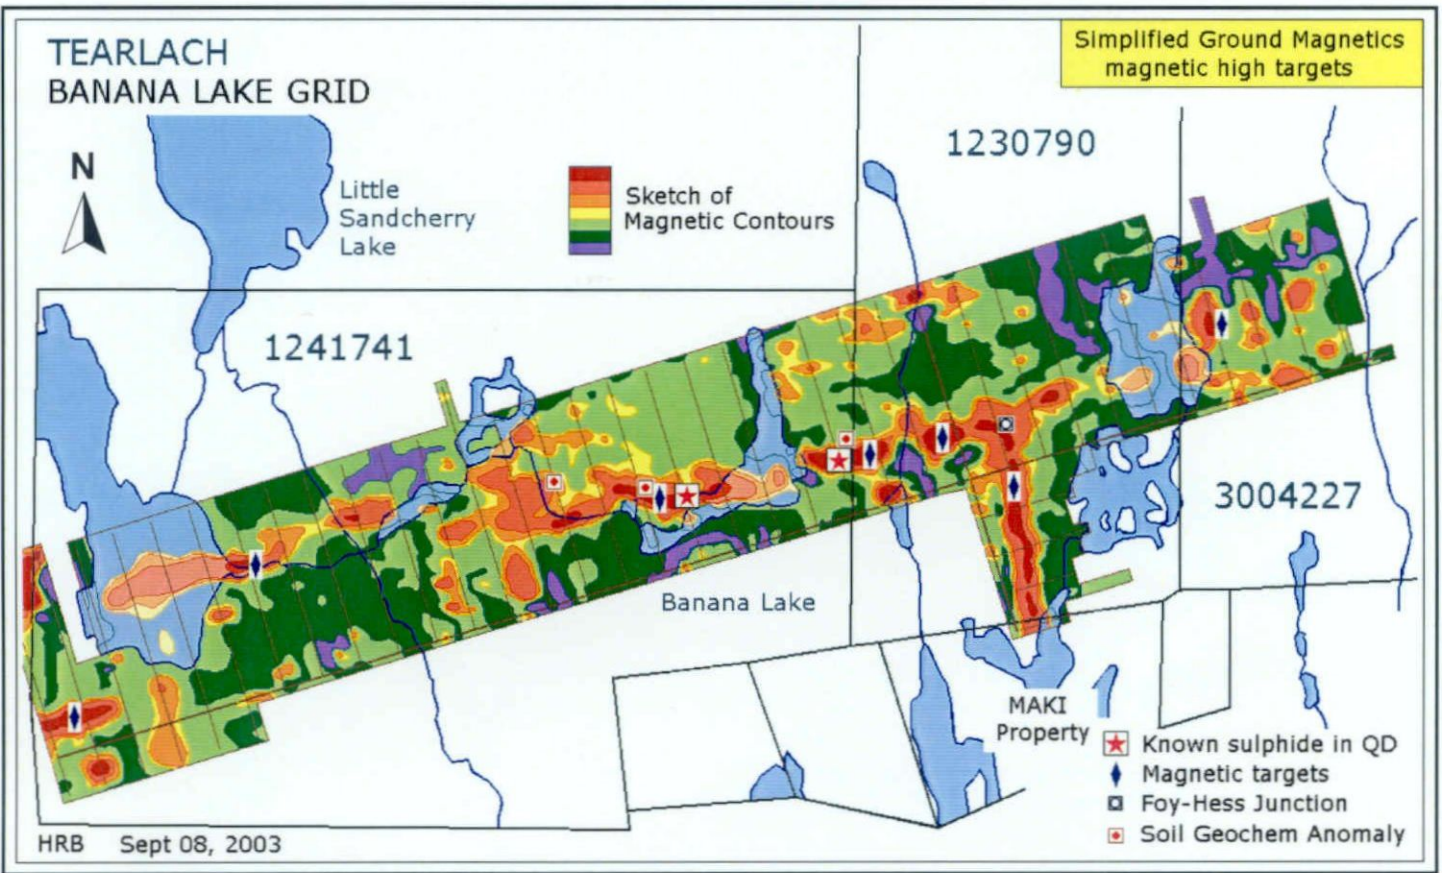 TEARLACH
BANANA LAKE GRID
Simplified Ground Magnetics
magnetic high targets
N
Little
Sandcherry
Lake
Sketch of
Magnetic Contours
1230790
1241741
3004227
Banana Lake
MAKI
Property
Known sulphide in QD
Magnetic targets
Foy-Hess Junction
Soil Geochem Anomaly
HRB Sept 08, 2003